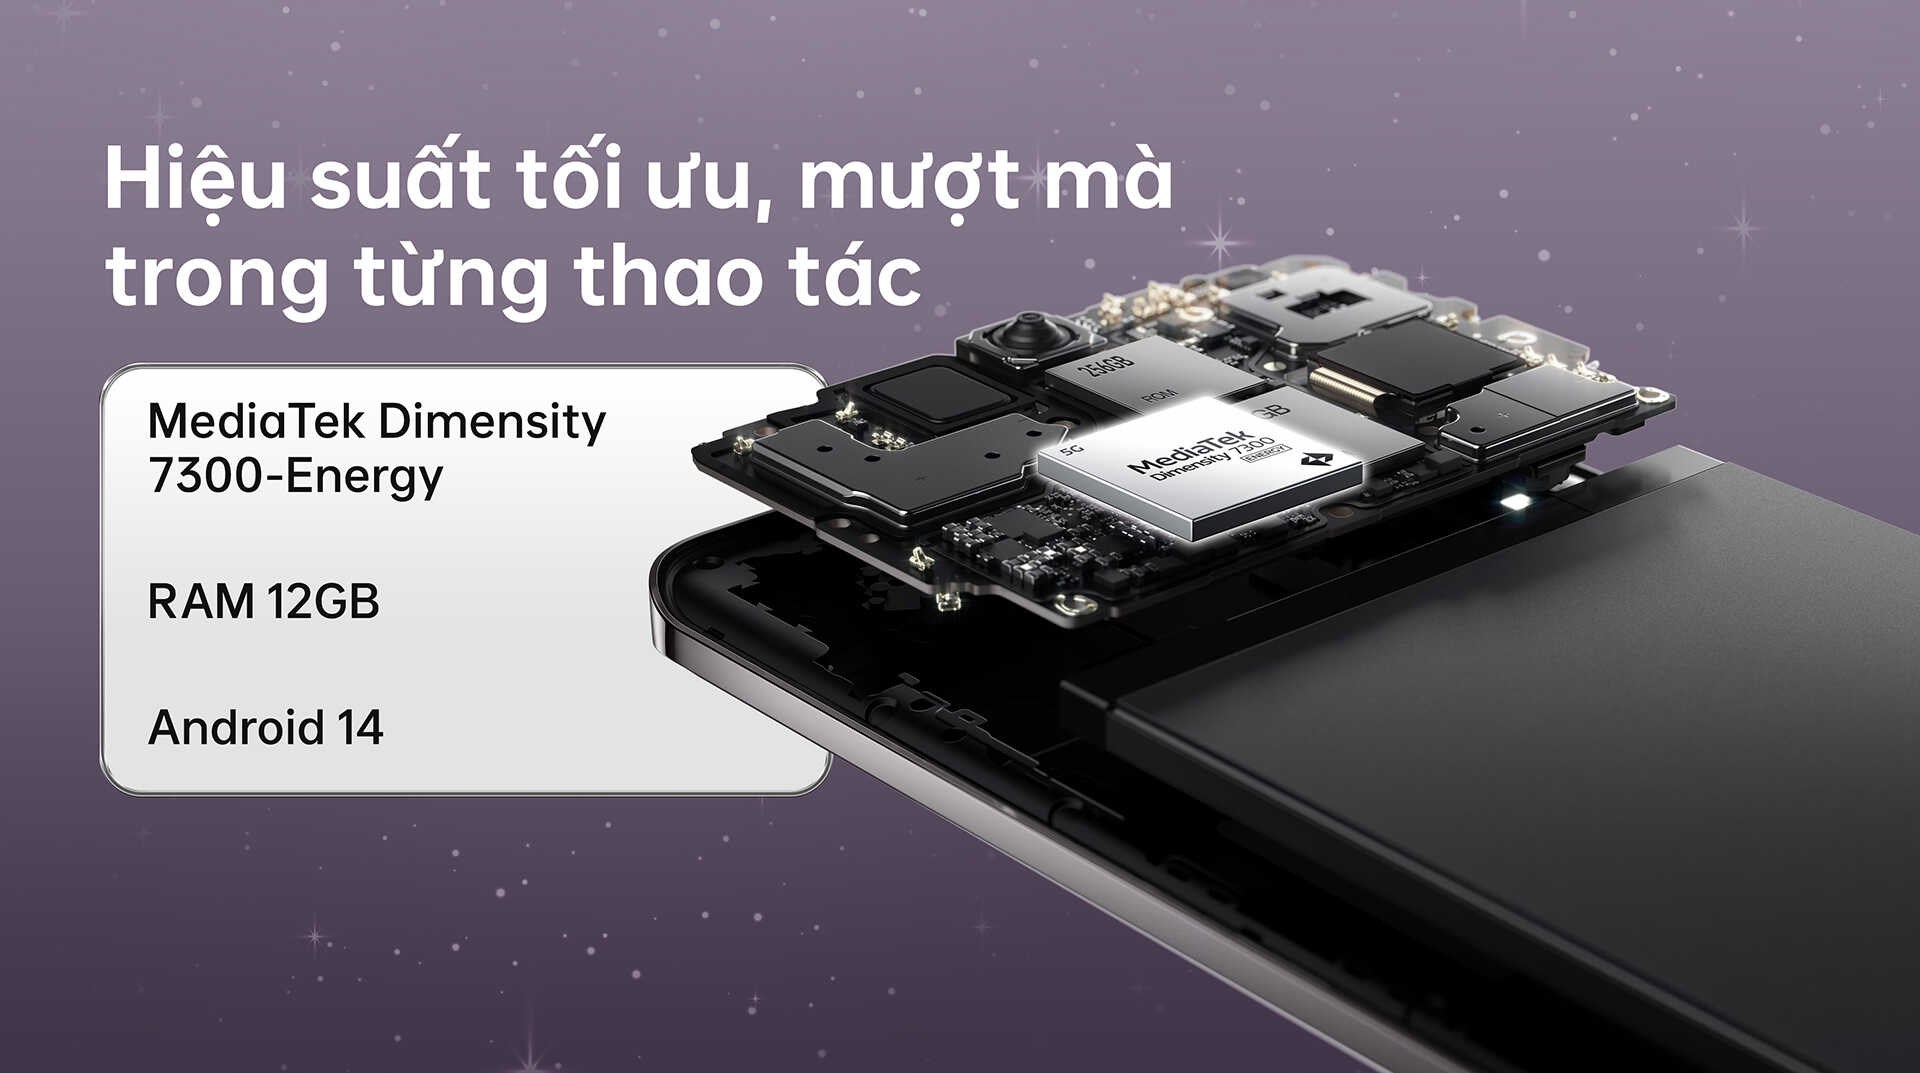 Hiệu suất tối ưu, mượt mà
trong từng thao tác
MediaTek Dimensity
7300-Energy
RAM 12GB
Android 14
256GB
ROM
GB
5G
MediaTek
Dimensity 7300
ENERGY